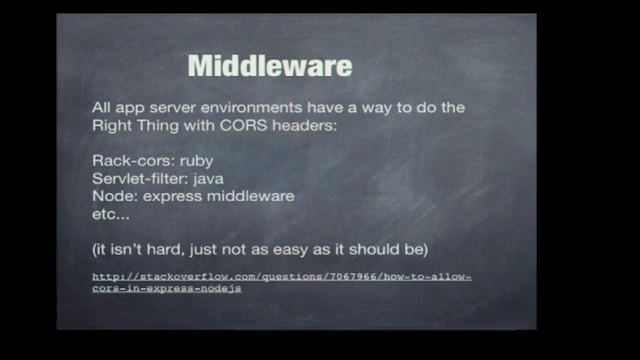 Middleware
All app server environments have a way to do the
Right Thing with CORS headers:
Rack-cors: ruby
Servlet-filter: java
Node: express middleware
etc...
(it isn't hard, just not as easy as it should be)
http://stackoverflow.com/questions/7067966/how-to-allow-
cors-in-express-nodejs